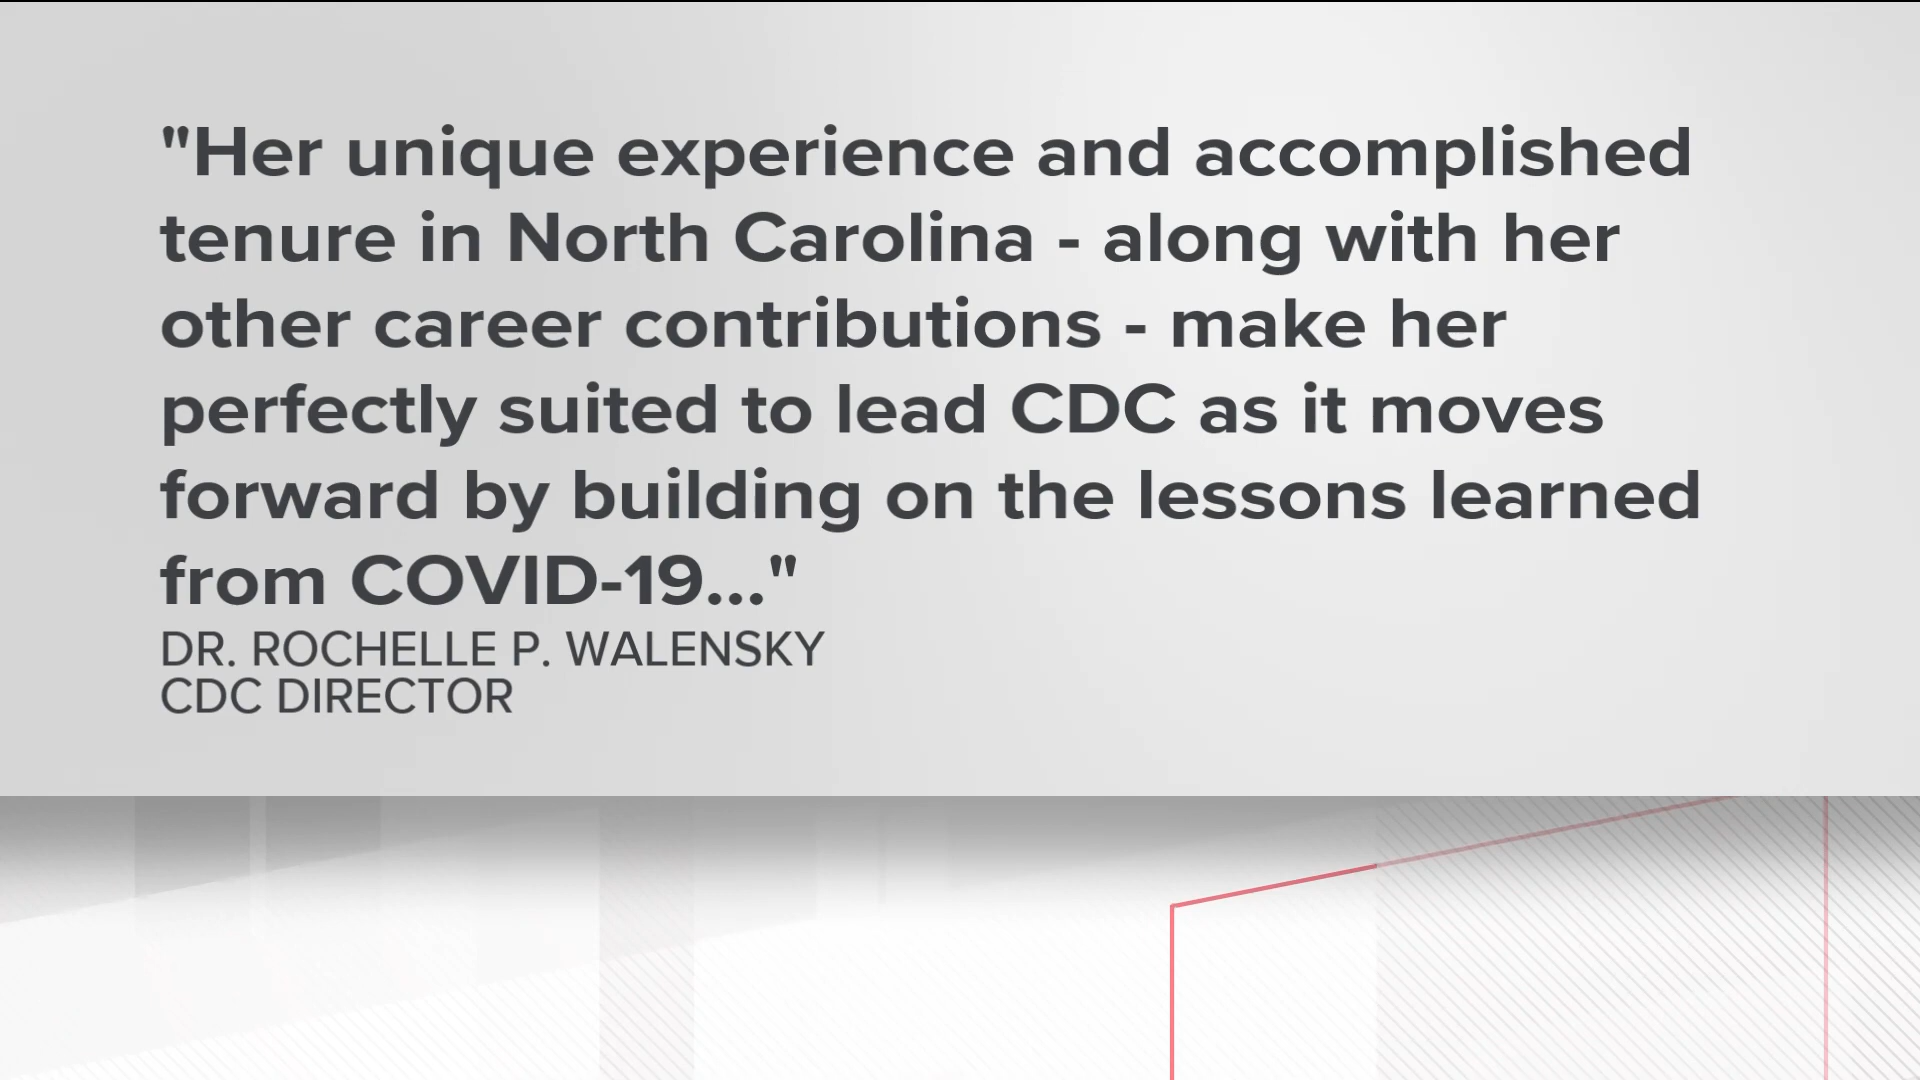 "Her unique experience and accomplished
tenure in North Carolina - along with her
other career contributions - make her
perfectly suited to lead CDC as it moves
forward by building on the lessons learned
from COVID-19..."
DR. ROCHELLE P. WALENSKY
CDC DIRECTOR